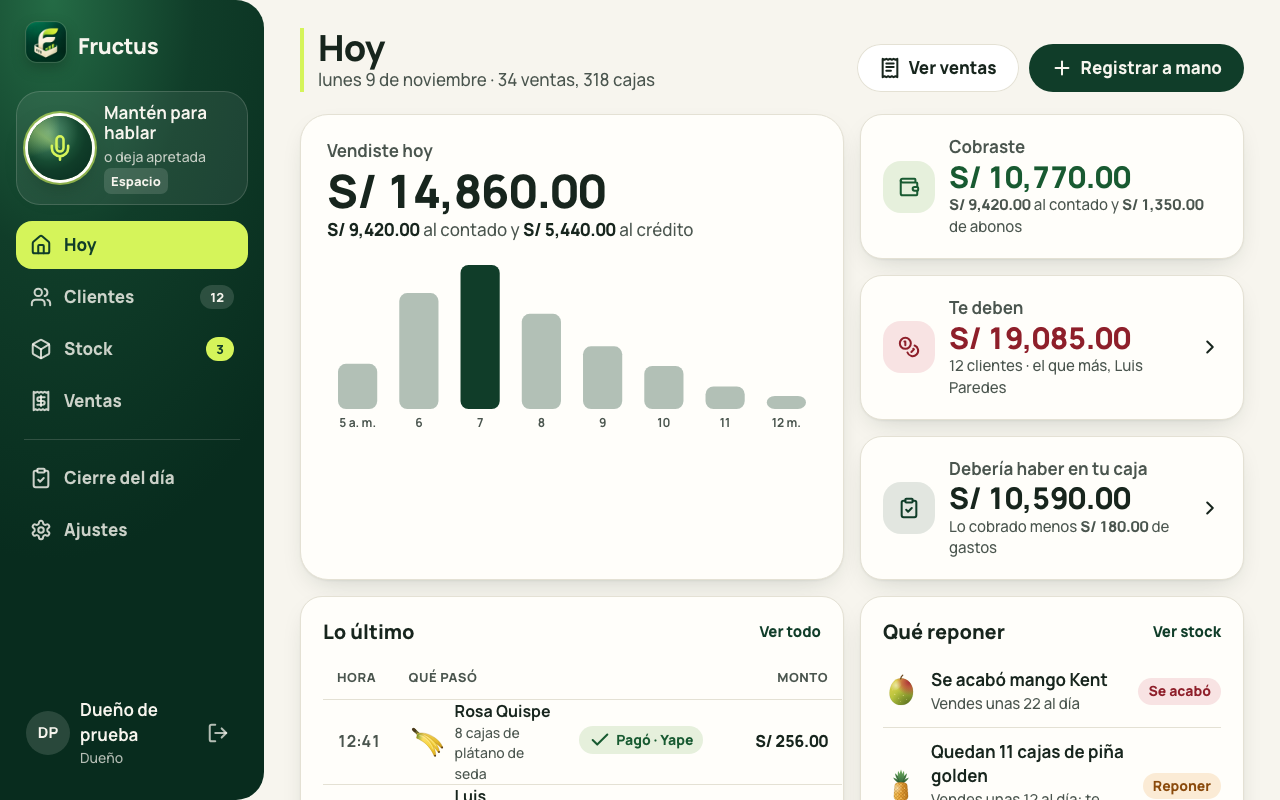 Fructus
Mantén para
hablar
o deja apretada
Espacio
Hoy
Clientes 12
Stock 3
Ventas
Cierre del día
Ajustes
DP
Dueño de
prueba
Dueño
Hoy
lunes 9 de noviembre · 34 ventas, 318 cajas
Ver ventas
Registrar a mano
Vendiste hoy
S/ 14,860.00
S/ 9,420.00 al contado y S/ 5,440.00 al crédito
5 a. m. 6 7 8 9 10 11 12 m.
Cobraste
S/ 10,770.00
S/ 9,420.00 al contado y S/ 1,350.00
de abonos
Te deben
S/ 19,085.00
12 clientes · el que más, Luis
Paredes
Debería haber en tu caja
S/ 10,590.00
Lo cobrado menos S/ 180.00 de
gastos
Lo último
Ver todo
HORA QUÉ PASÓ MONTO
12:41
Rosa Quispe
8 cajas de
plátano de
seda
Pagó · Yape
S/ 256.00
Luis
Qué reponer
Ver stock
Se acabó mango Kent
Vendes unas 22 al día
Se acabó
Quedan 11 cajas de piña
golden
Vendes unas 12 al día: te
Reponer